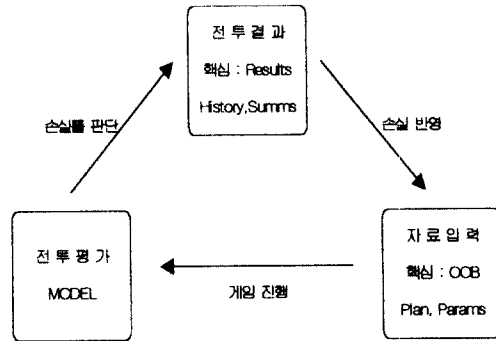 전 투 결 과
핵심 : Results
History,Summs
손실률 판단
손실 반영
전 투 평 가
MODEL
게임 진행
자 료 입 력
핵심 : OOB
Plan, Params